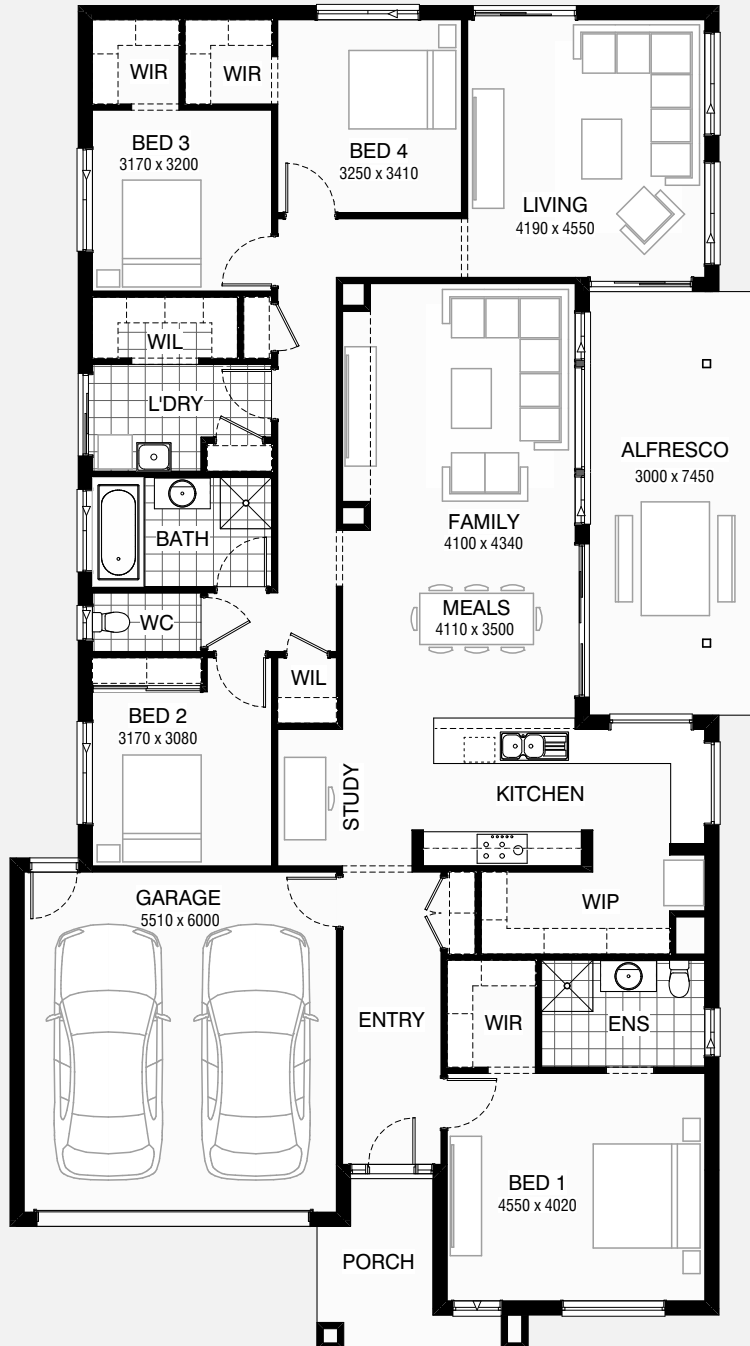 WIR
WIR
BED 3
3170 x 3200
BED 4
3250 x 3410
LIVING
4190 x 4550
WIL
L'DRY
ALFRESCO
3000 x 7450
FAMILY
4100 x 4340
BATH
MEALS
4110 x 3500
WC
WIL
BED 2
3170 x 3080
STUDY
KITCHEN
GARAGE
5510 x 6000
WIP
ENTRY
WIR
ENS
BED 1
4550 x 4020
PORCH